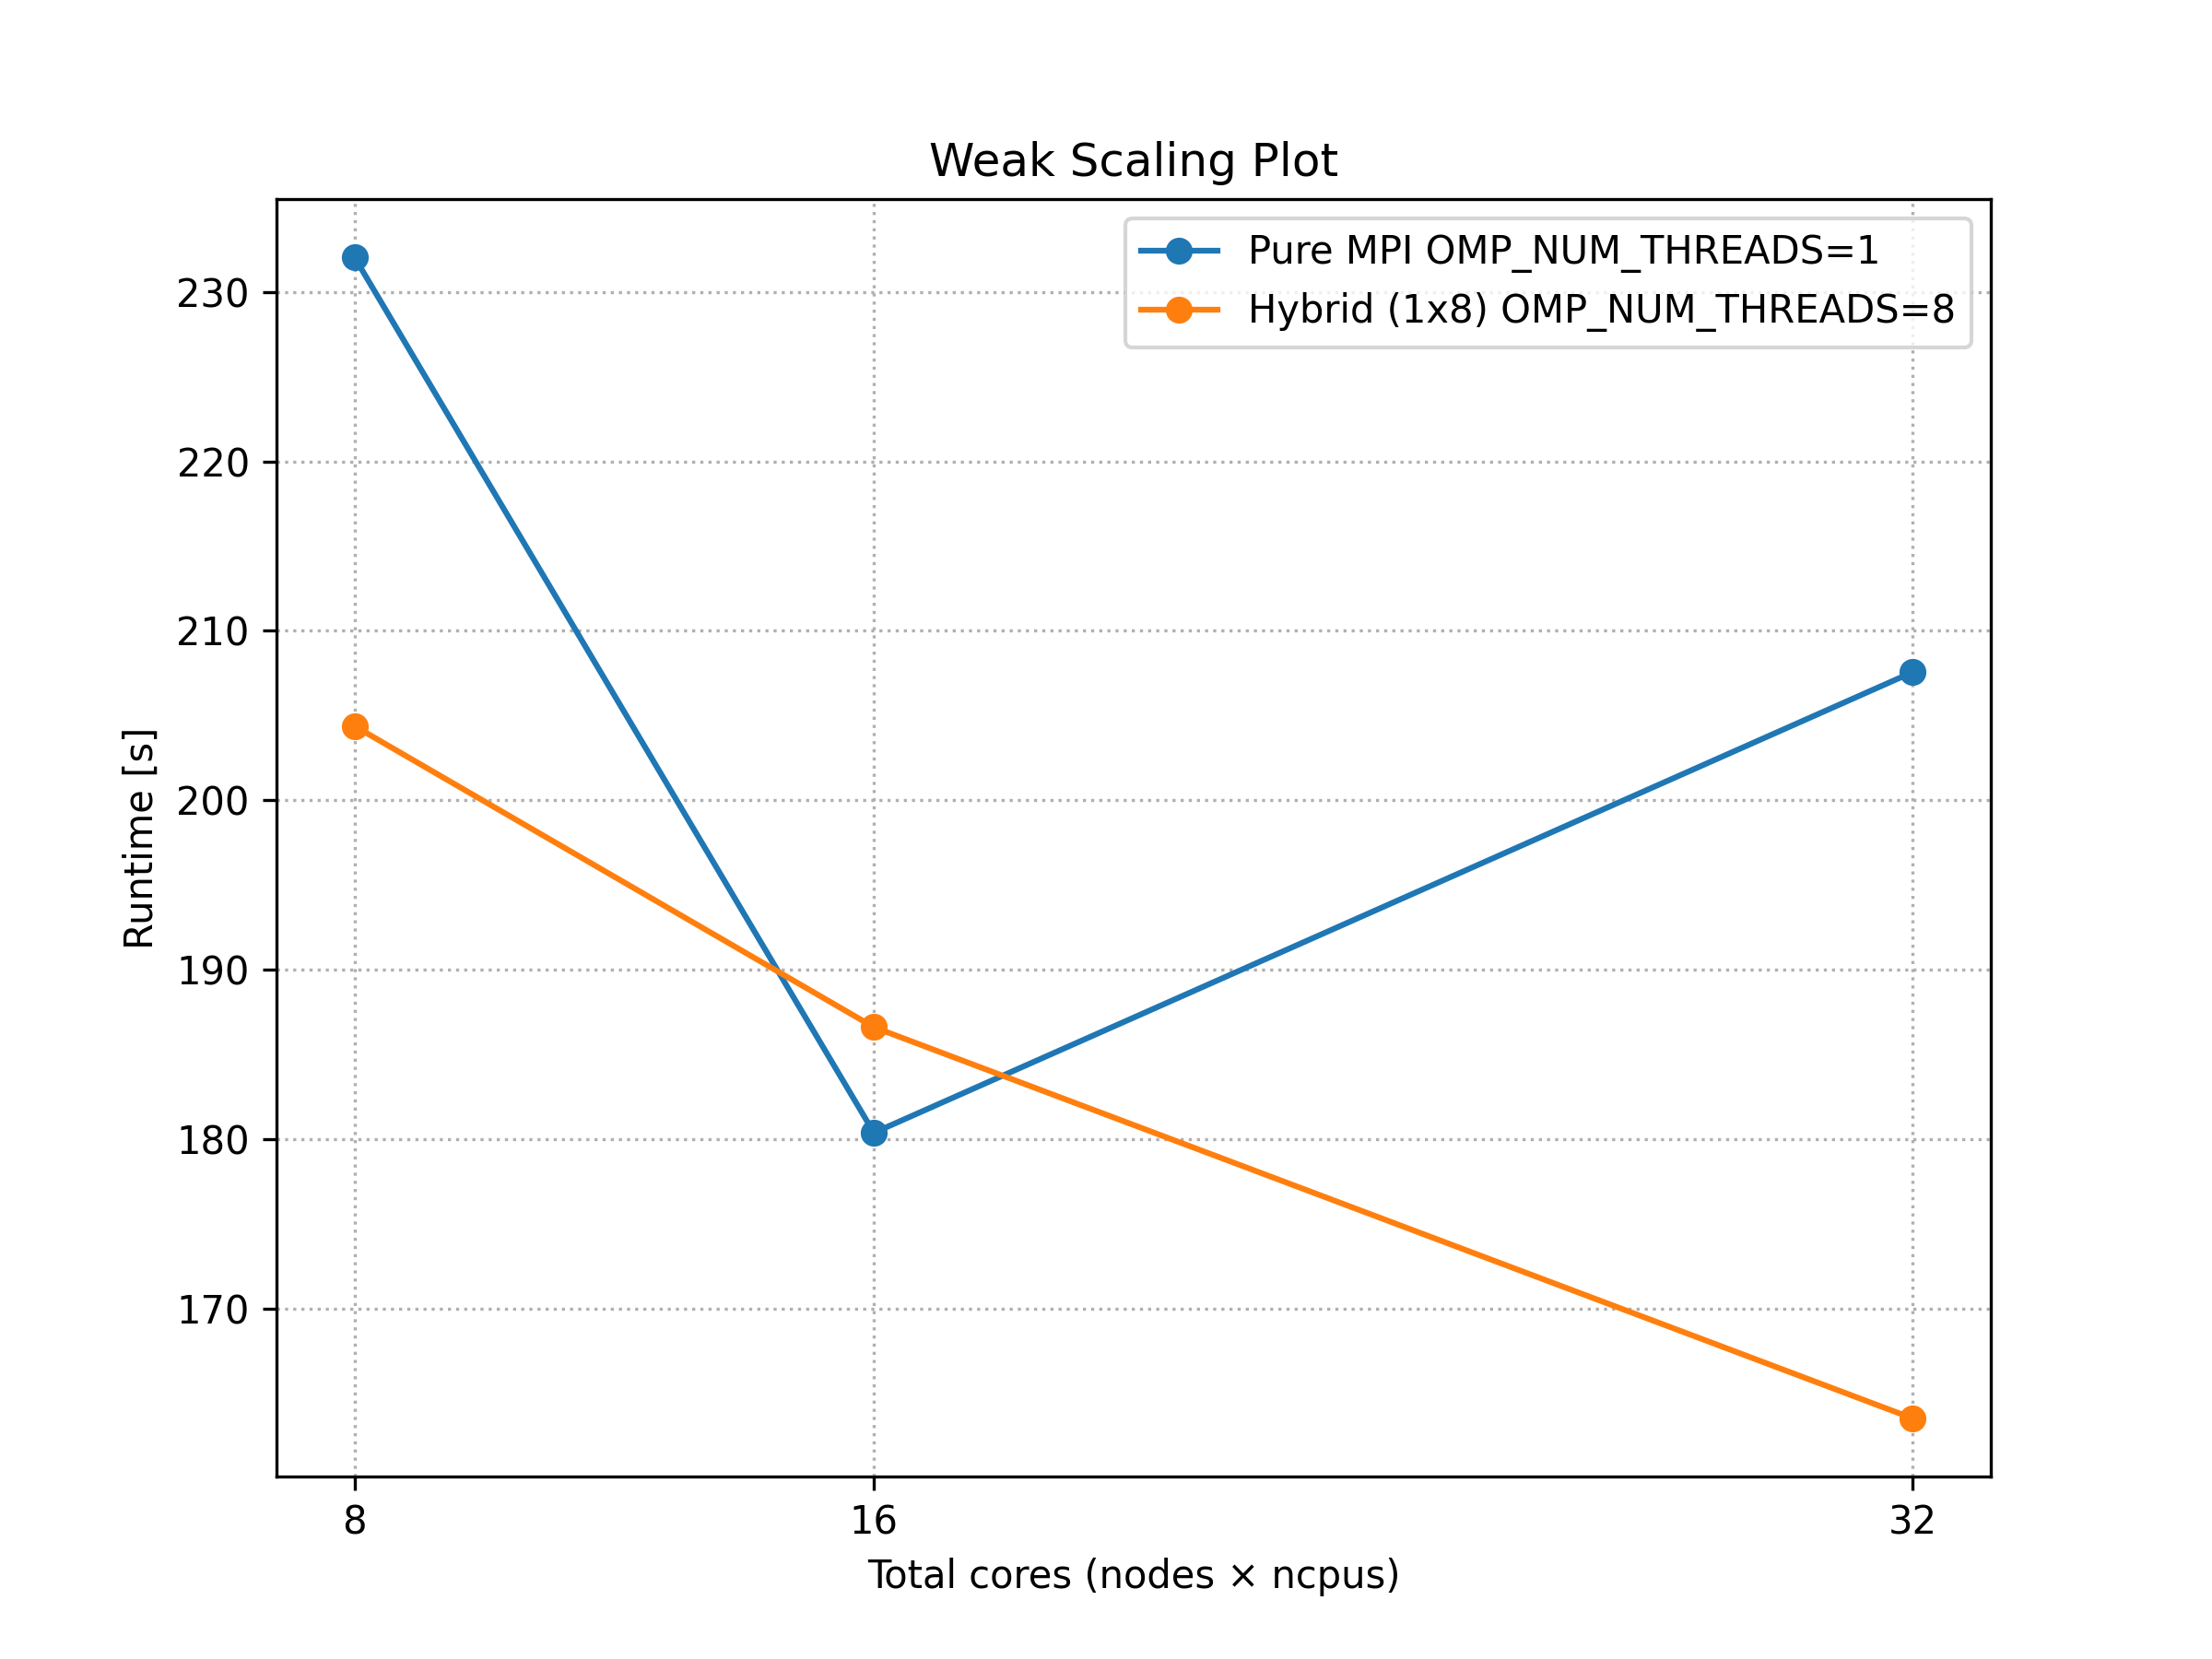 Weak Scaling Plot
Pure MPI OMP_NUM_THREADS=1
Hybrid (1x8) OMP_NUM_THREADS=8
230
220
210
200
190
180
170
Runtime [s]
8 16 32
Total cores (nodes × ncpus)